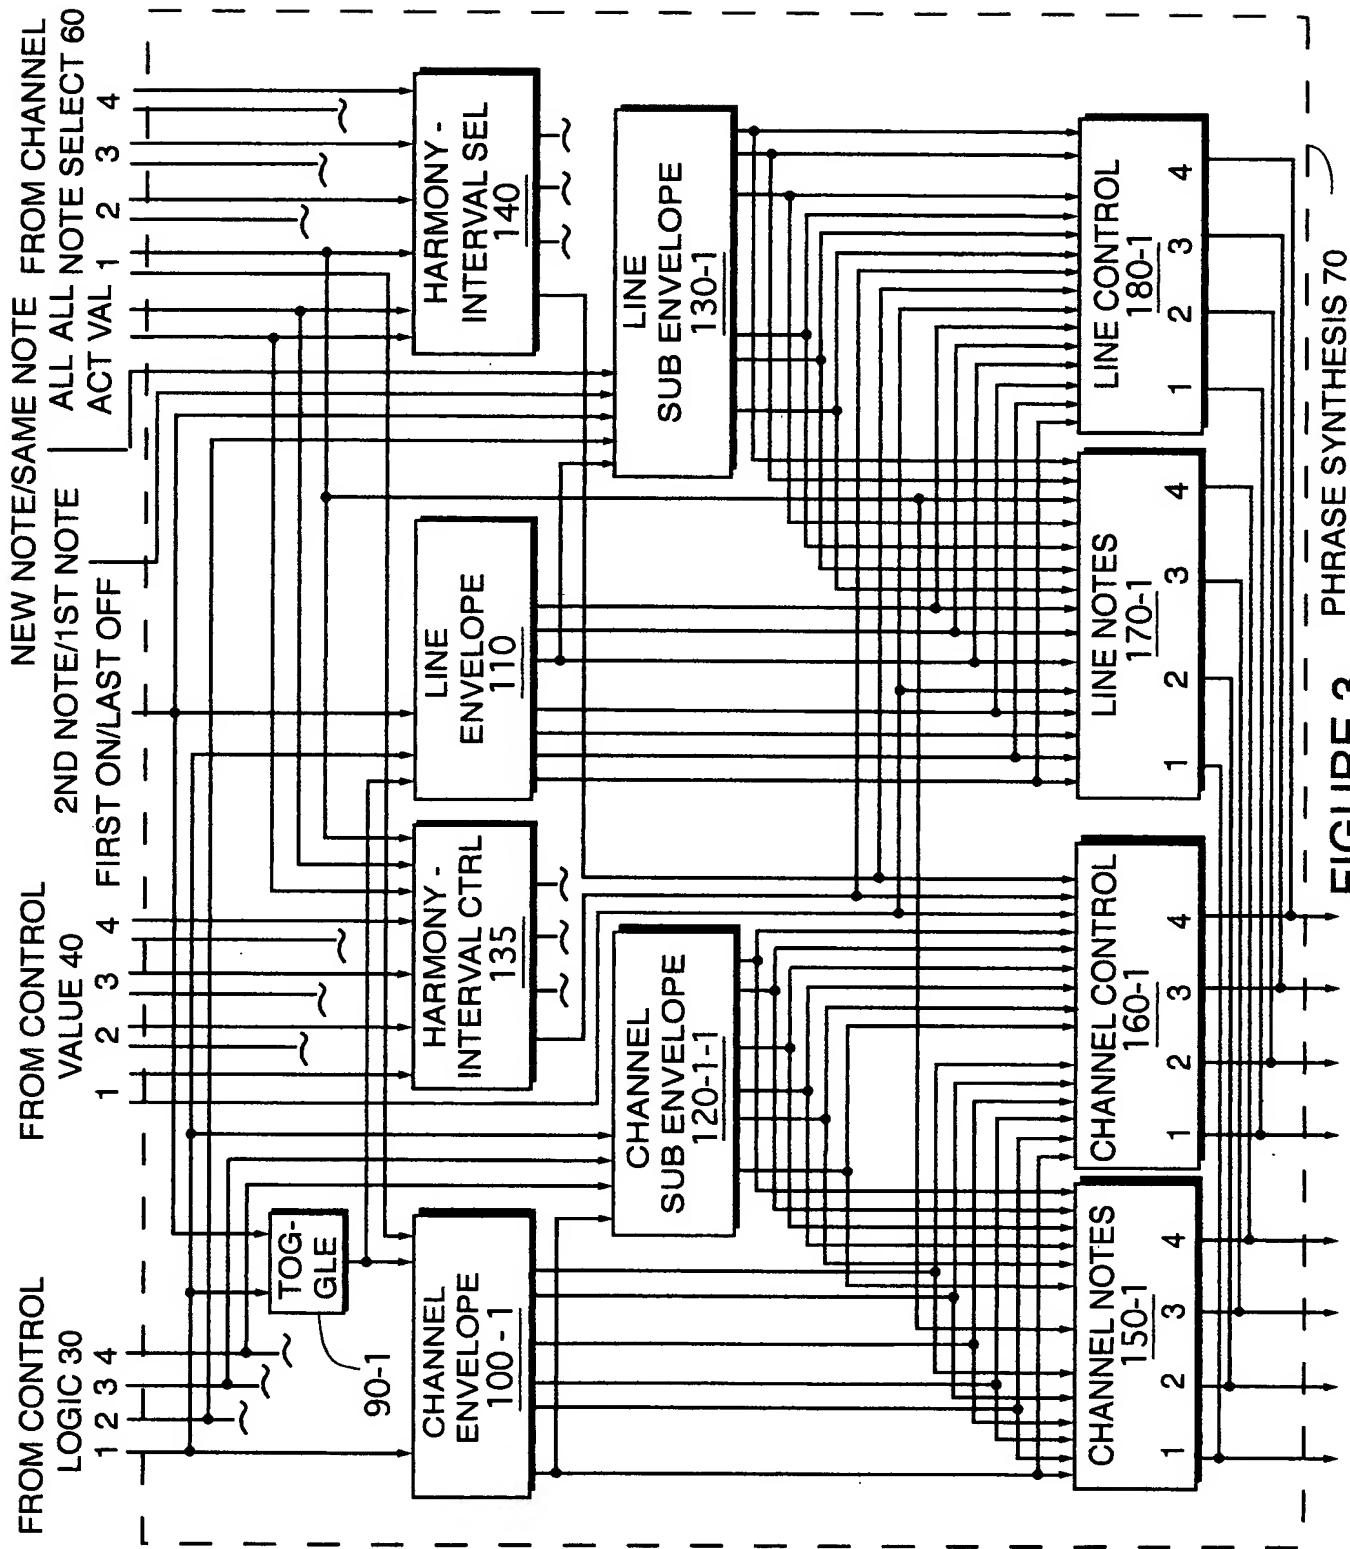 FROM CONTROL
LOGIC 30
1 2 3 4
FROM CONTROL
VALUE 40
1 2 3 4
NEW NOTE/SAME NOTE
2ND NOTE/1ST NOTE
FIRST ON/LAST OFF
ALL ALL
ACT VAL
FROM CHANNEL
NOTE SELECT 60
1 2 3 4
TOG-
GLE
90-1
CHANNEL
ENVELOPE
100-1
HARMONY -
INTERVAL CTRL
135
LINE
ENVELOPE
110
HARMONY -
INTERVAL SEL
140
CHANNEL
SUB ENVELOPE
120-1-1
LINE
SUB ENVELOPE
130-1
CHANNEL NOTES
150-1
1 2 3 4
CHANNEL CONTROL
160-1
1 2 3 4
LINE NOTES
170-1
1 2 3 4
LINE CONTROL
180-1
1 2 3 4
PHRASE SYNTHESIS 70
FIGURE 3